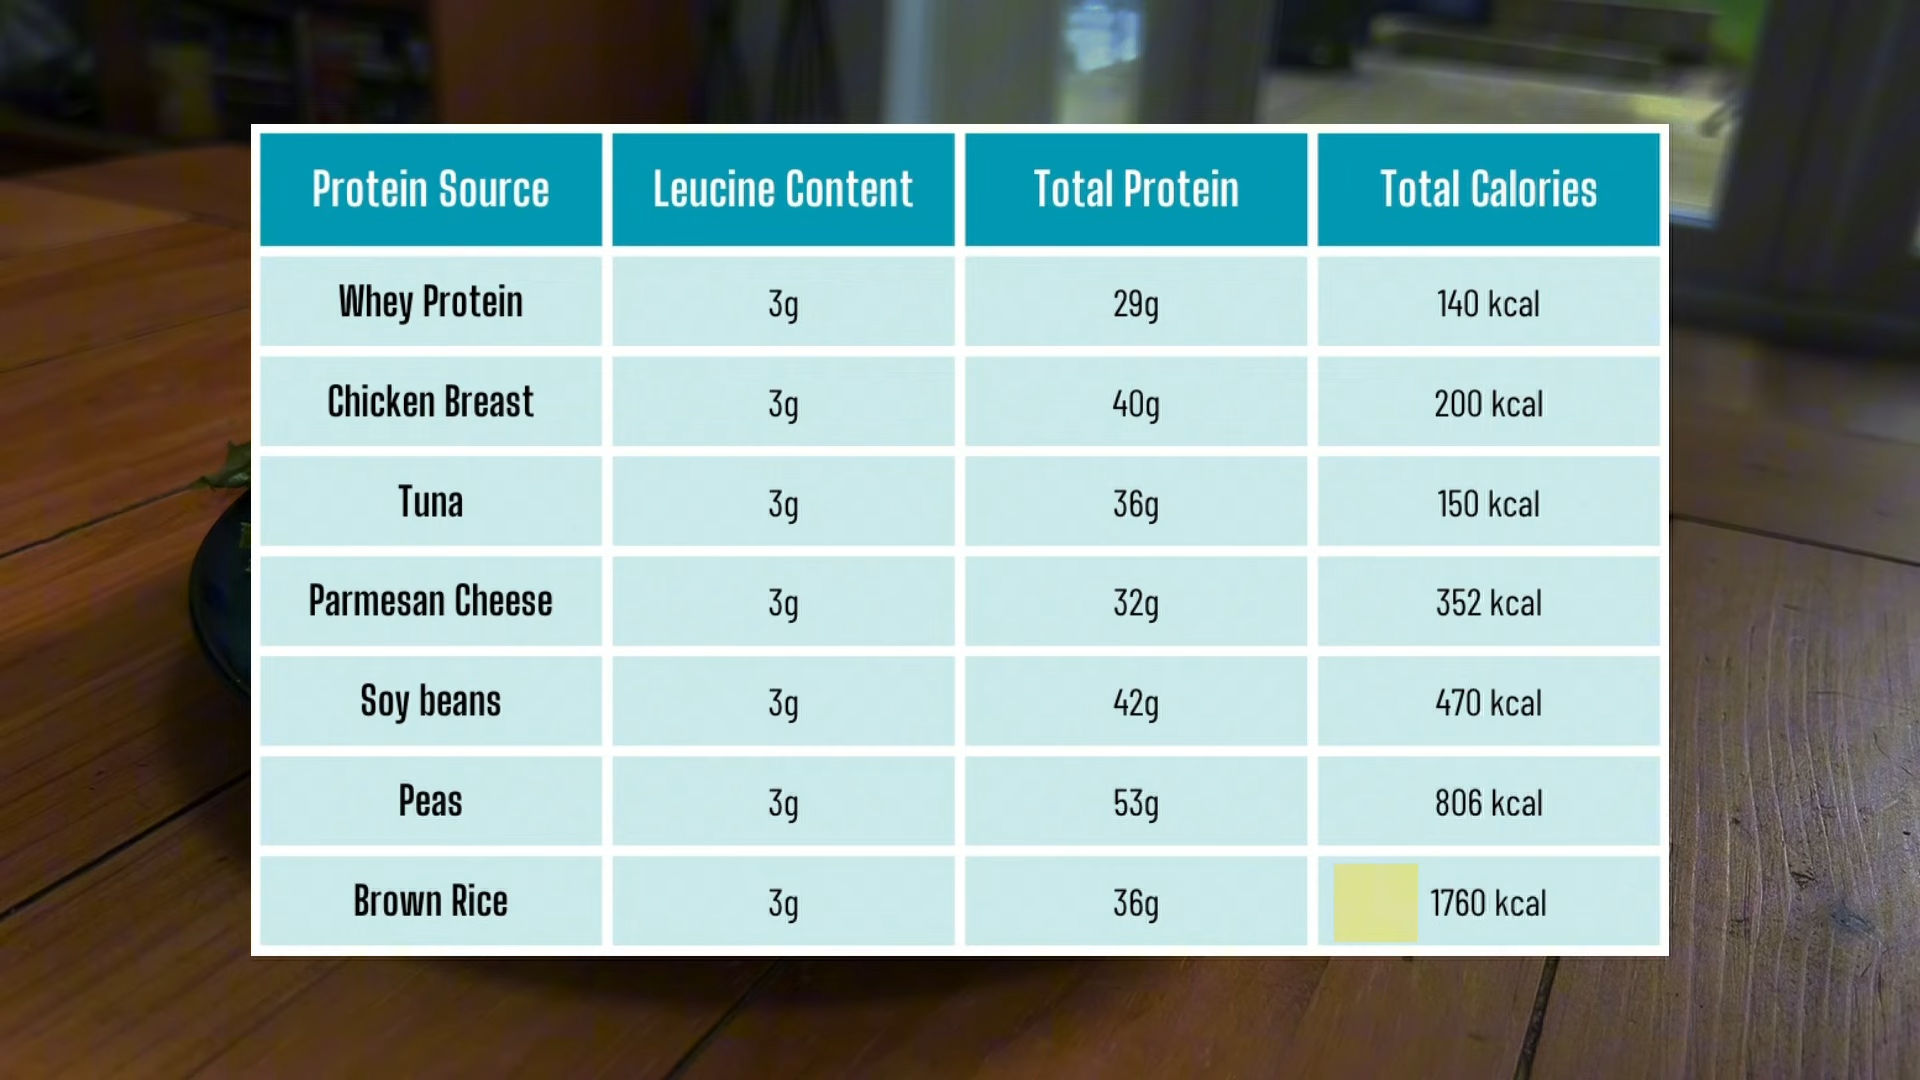 Protein Source Leucine Content Total Protein Total Calories
Whey Protein 3g 29g 140 kcal
Chicken Breast 3g 40g 200 kcal
Tuna 3g 36g 150 kcal
Parmesan Cheese 3g 32g 352 kcal
Soy beans 3g 42g 470 kcal
Peas 3g 53g 806 kcal
Brown Rice 3g 36g 1760 kcal